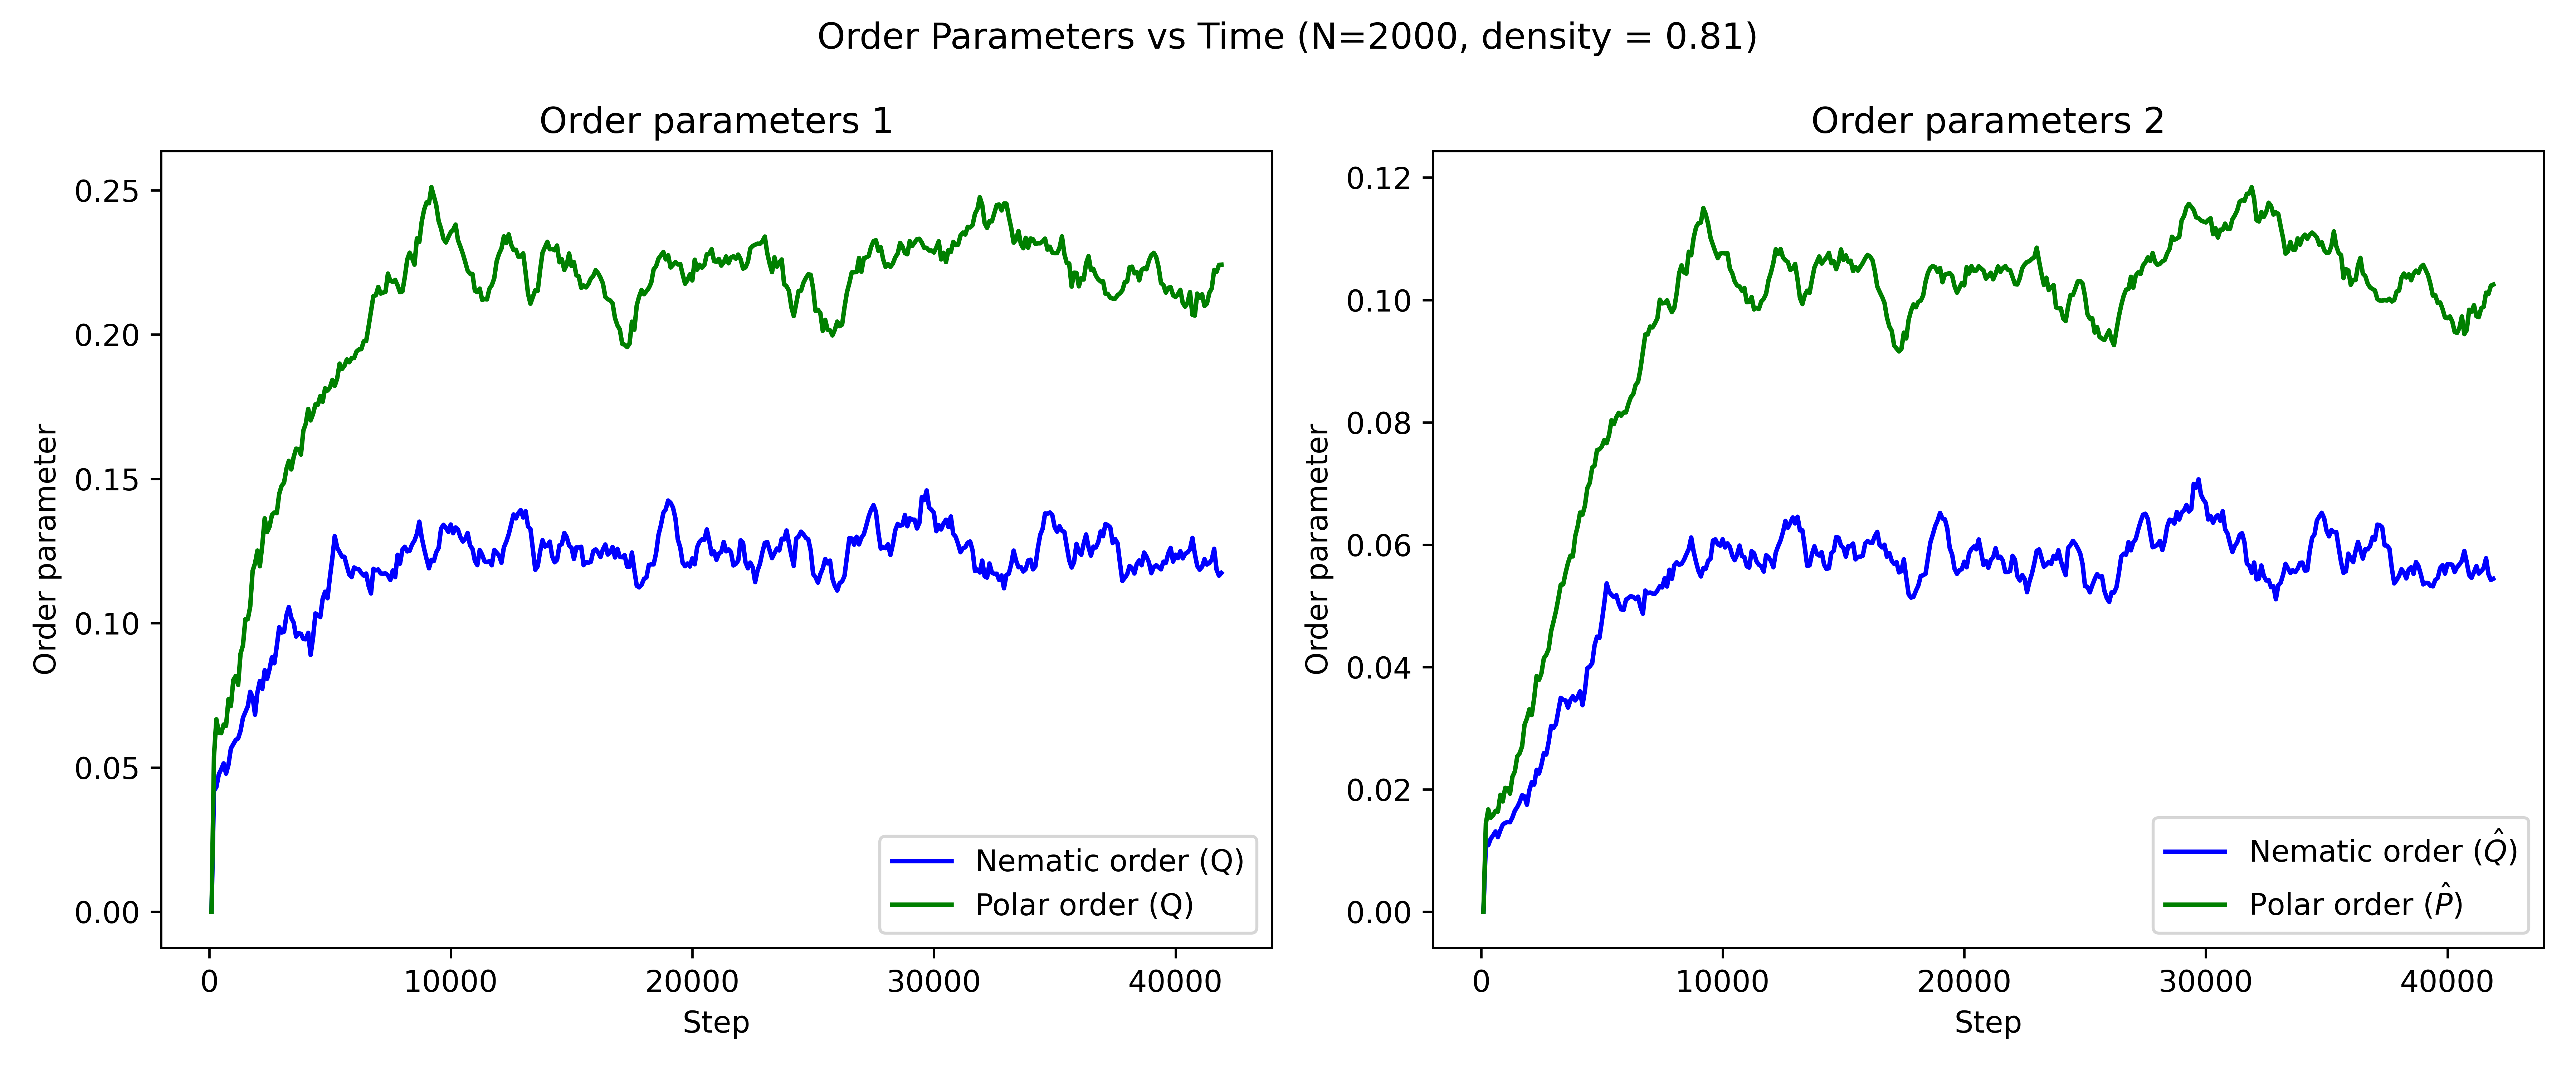 Order Parameters vs Time (N=2000, density = 0.81)
Order parameters 1
Order parameter
0.25
0.20
0.15
0.10
0.05
0.00
Nematic order (Q)
Polar order (Q)
0
10000
20000
30000
40000
Step
Order parameters 2
Order parameter
0.12
0.10
0.08
0.06
0.04
0.02
0.00
Nematic order (Q̂)
Polar order (P̂)
0
10000
20000
30000
40000
Step